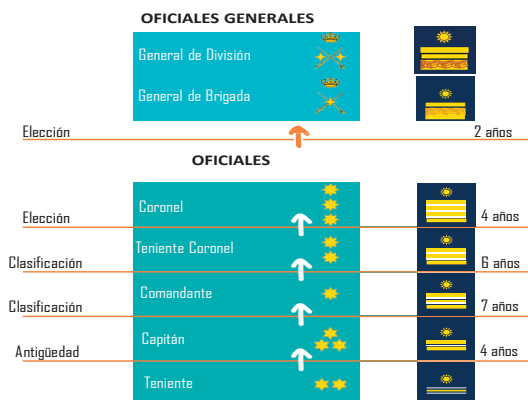 OFICIALES GENERALES
General de División
General de Brigada
Elección 2 años
OFICIALES
Coronel
Elección 4 años
Teniente Coronel
Clasificación 6 años
Comandante
Clasificación 7 años
Capitán
Antigüedad 4 años
Teniente